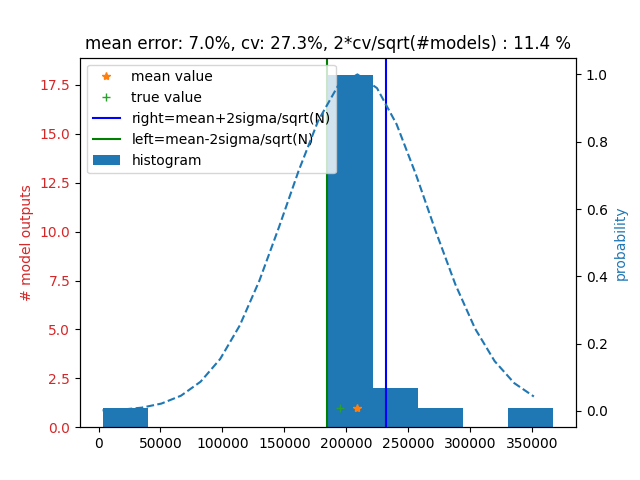 mean error: 7.0%, cv: 27.3%, 2*cv/sqrt(#models) : 11.4 %
mean value
true value
right=mean+2sigma/sqrt(N)
left=mean-2sigma/sqrt(N)
histogram
17.5
15.0
12.5
10.0
7.5
5.0
2.5
0.0
# model outputs
1.0
0.8
0.6
0.4
0.2
0.0
probability
0 50000 100000 150000 200000 250000 300000 350000